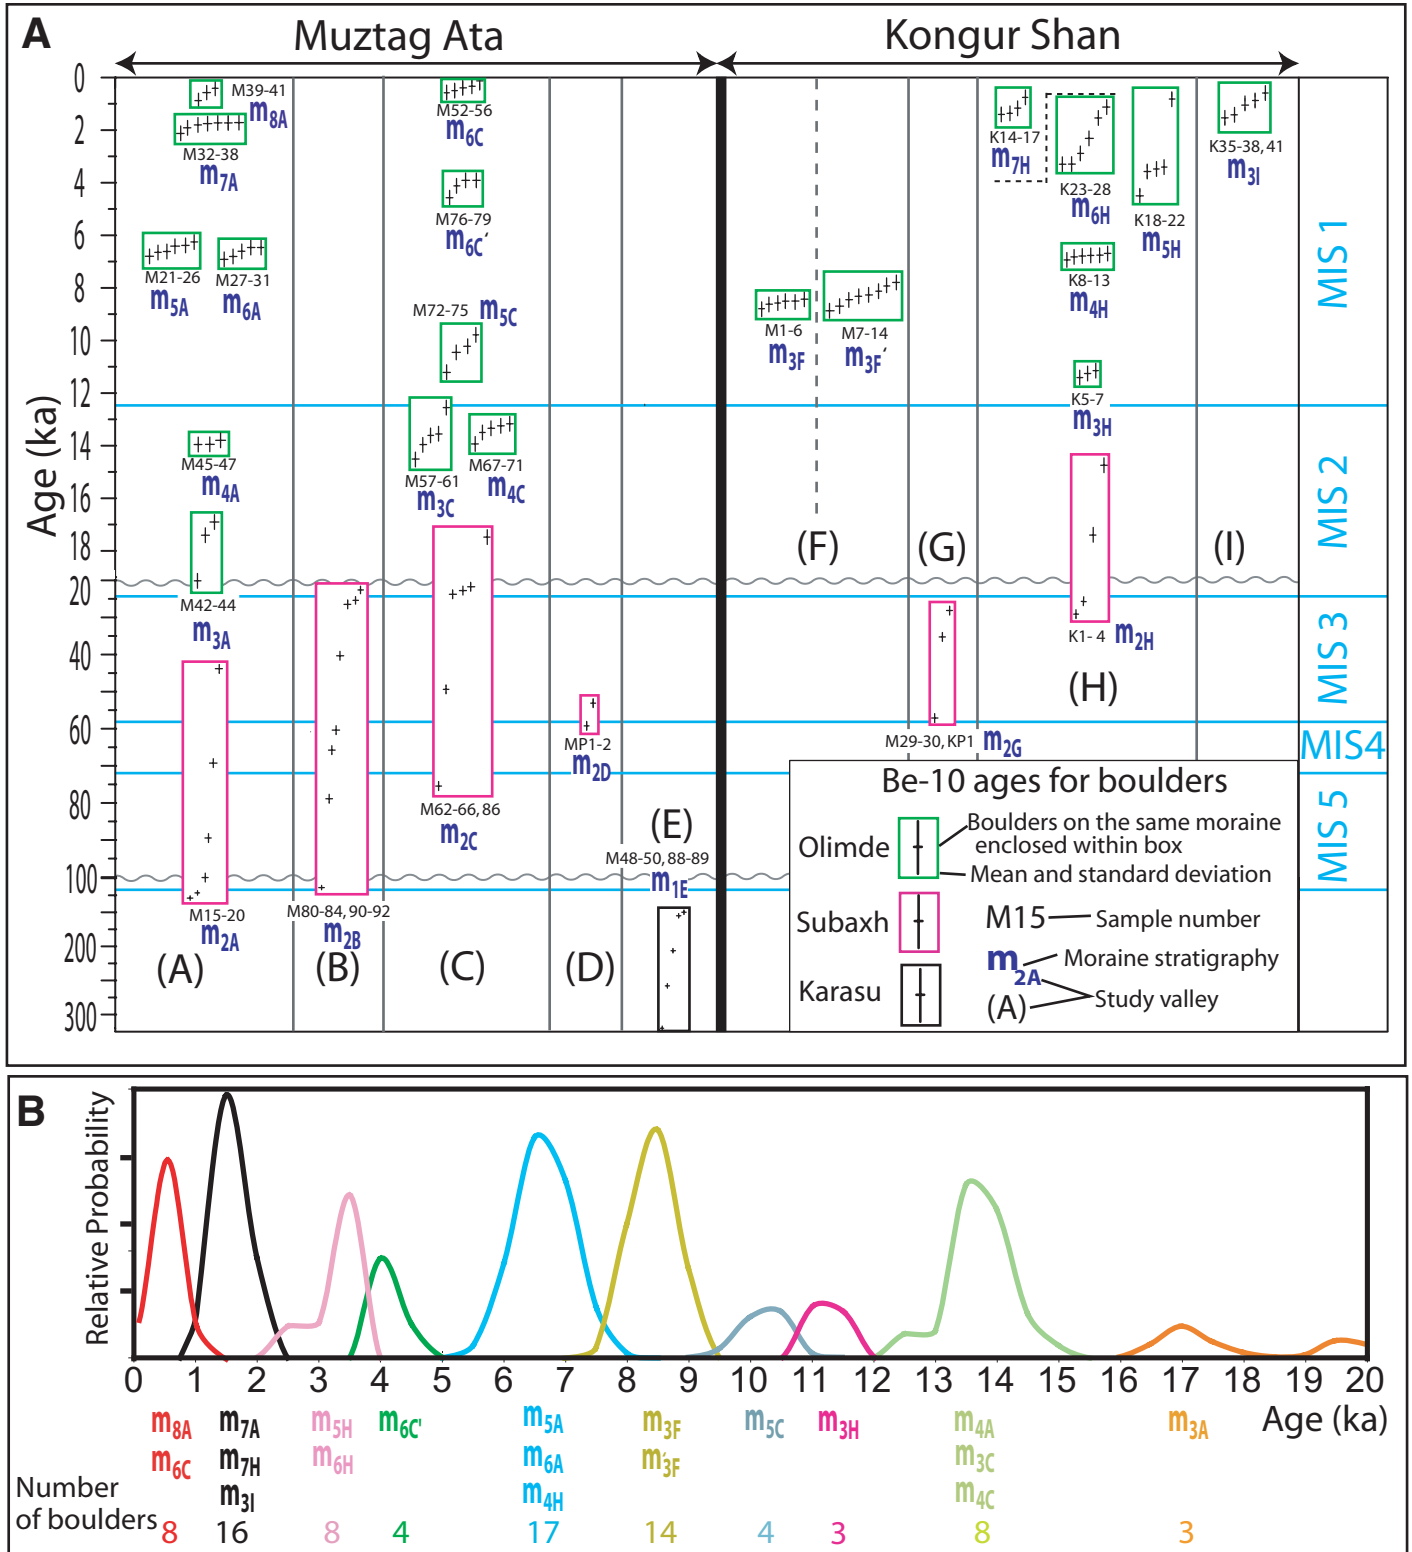 A
Muztag Ata
Kongur Shan
Age (ka)
0
2
4
6
8
10
12
14
16
18
20
40
60
80
100
200
300
M39-41
m8A
M32-38
m7A
M21-26
m5A
M27-31
m6A
M45-47
m4A
M42-44
m3A
M15-20
m2A
(A)
M80-84, 90-92
m2B
(B)
M52-56
m6C
M76-79
m6C′
M72-75
m5C
M57-61
m3C
M67-71
m4C
M62-66, 86
m2C
(C)
MP1-2
m2D
(D)
(E)
M48-50, 88-89
m1E
M1-6
m3F
M7-14
m3F′
(F)
(G)
M29-30, KP1
m2G
K14-17
m7H
K23-28
m6H
K18-22
m5H
K8-13
m4H
K5-7
m3H
K1- 4
m2H
(H)
K35-38, 41
m3I
(I)
MIS 1
MIS 2
MIS 3
MIS4
MIS 5
Be-10 ages for boulders
Olimde
Boulders on the same moraine
enclosed within box
Mean and standard deviation
Subaxh
M15
Sample number
m2A
Moraine stratigraphy
Karasu
(A)
Study valley
B
Relative Probability
0 1 2 3 4 5 6 7 8 9 10 11 12 13 14 15 16 17 18 19 20
Age (ka)
m8A m7A m5H m6C' m5A m3F m5C m3H m4A m3A
m6C m7H m6H m6A m′3F m3C
m3I m4H m4C
Number
of boulders
8 16 8 4 17 14 4 3 8 3